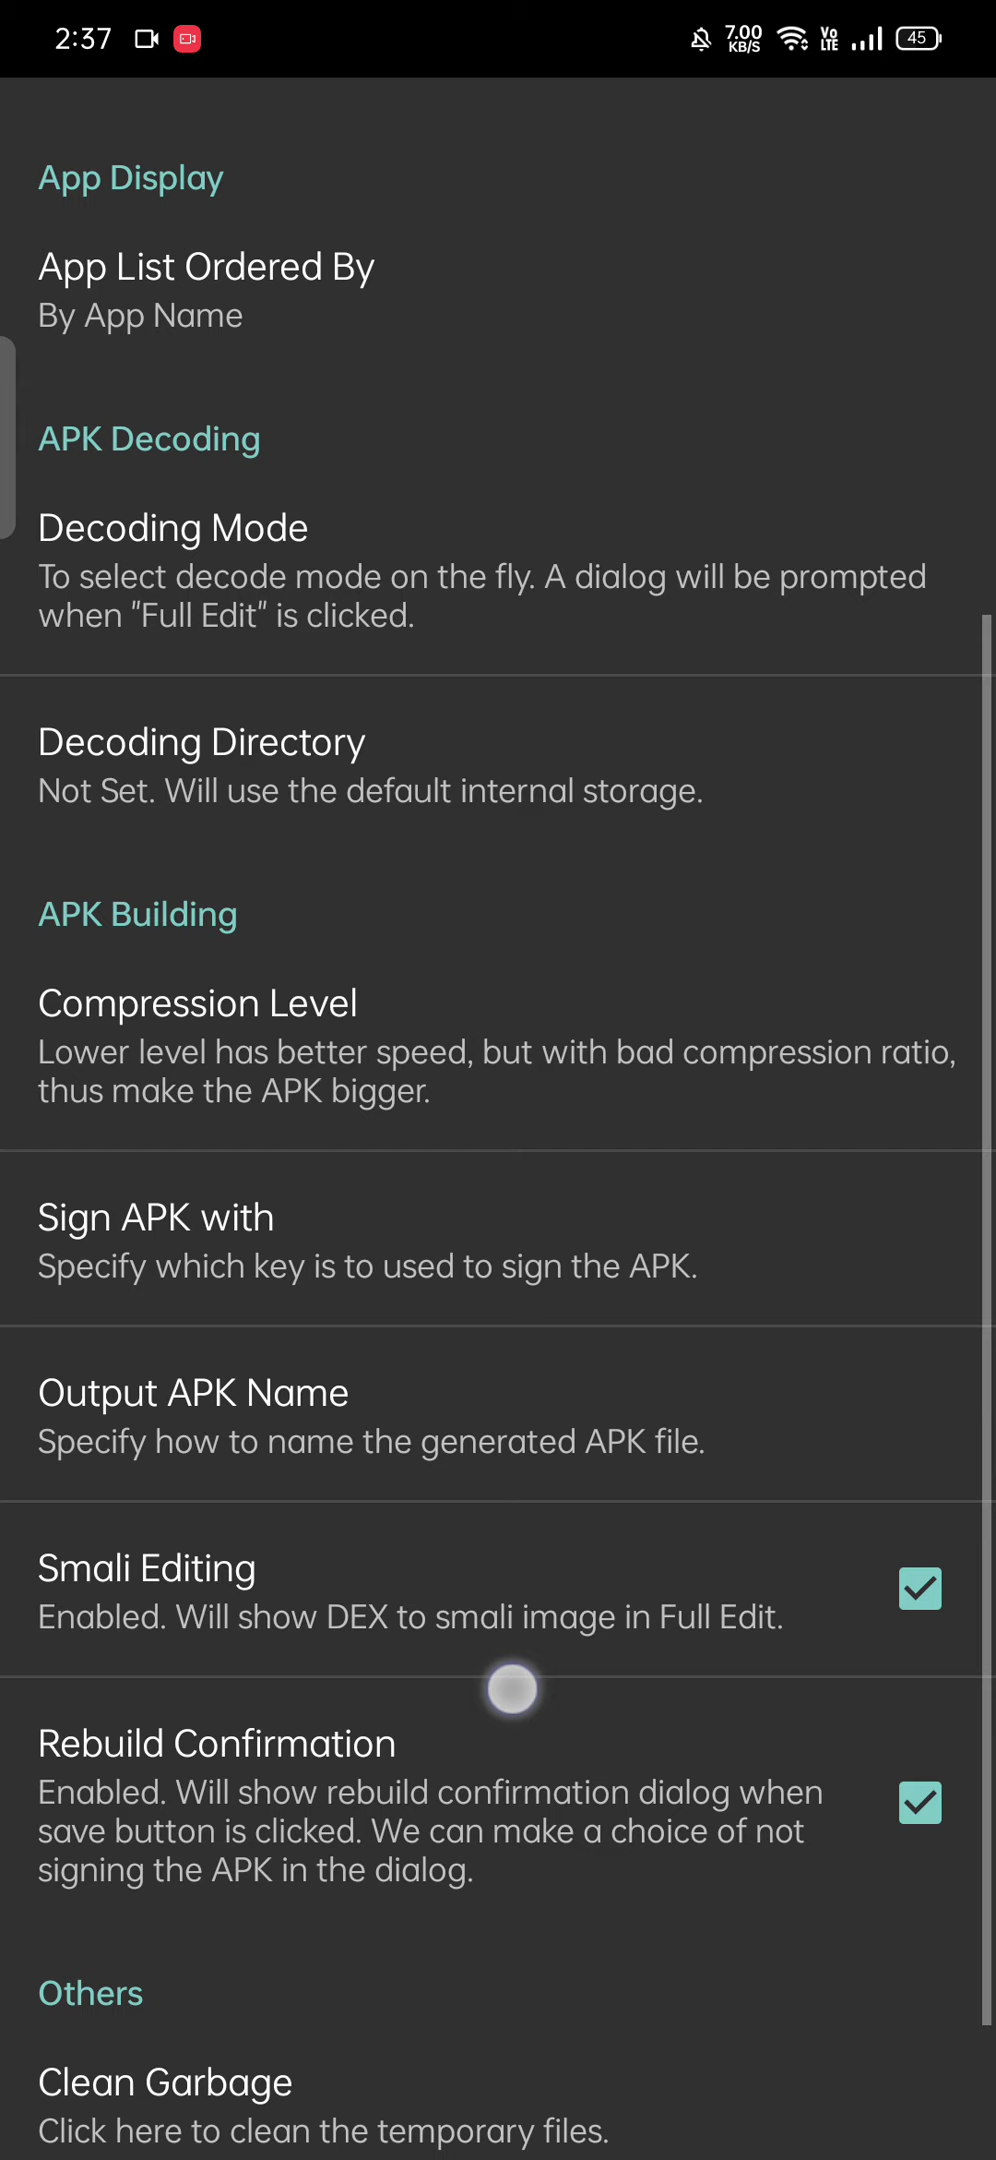 2:37
7.00
KB/S
Vo
LTE
45
App Display
App List Ordered By
By App Name
APK Decoding
Decoding Mode
To select decode mode on the fly. A dialog will be prompted
when "Full Edit" is clicked.
Decoding Directory
Not Set. Will use the default internal storage.
APK Building
Compression Level
Lower level has better speed, but with bad compression ratio,
thus make the APK bigger.
Sign APK with
Specify which key is to used to sign the APK.
Output APK Name
Specify how to name the generated APK file.
Smali Editing
Enabled. Will show DEX to smali image in Full Edit.
Rebuild Confirmation
Enabled. Will show rebuild confirmation dialog when
save button is clicked. We can make a choice of not
signing the APK in the dialog.
Others
Clean Garbage
Click here to clean the temporary files.